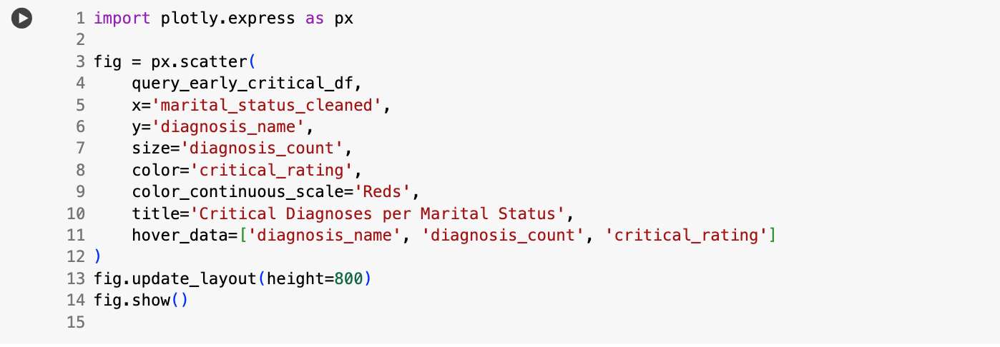 1 import plotly.express as px
2
3 fig = px.scatter(
4     query_early_critical_df,
5     x='marital_status_cleaned',
6     y='diagnosis_name',
7     size='diagnosis_count',
8     color='critical_rating',
9     color_continuous_scale='Reds',
10     title='Critical Diagnoses per Marital Status',
11     hover_data=['diagnosis_name', 'diagnosis_count', 'critical_rating']
12 )
13 fig.update_layout(height=800)
14 fig.show()
15